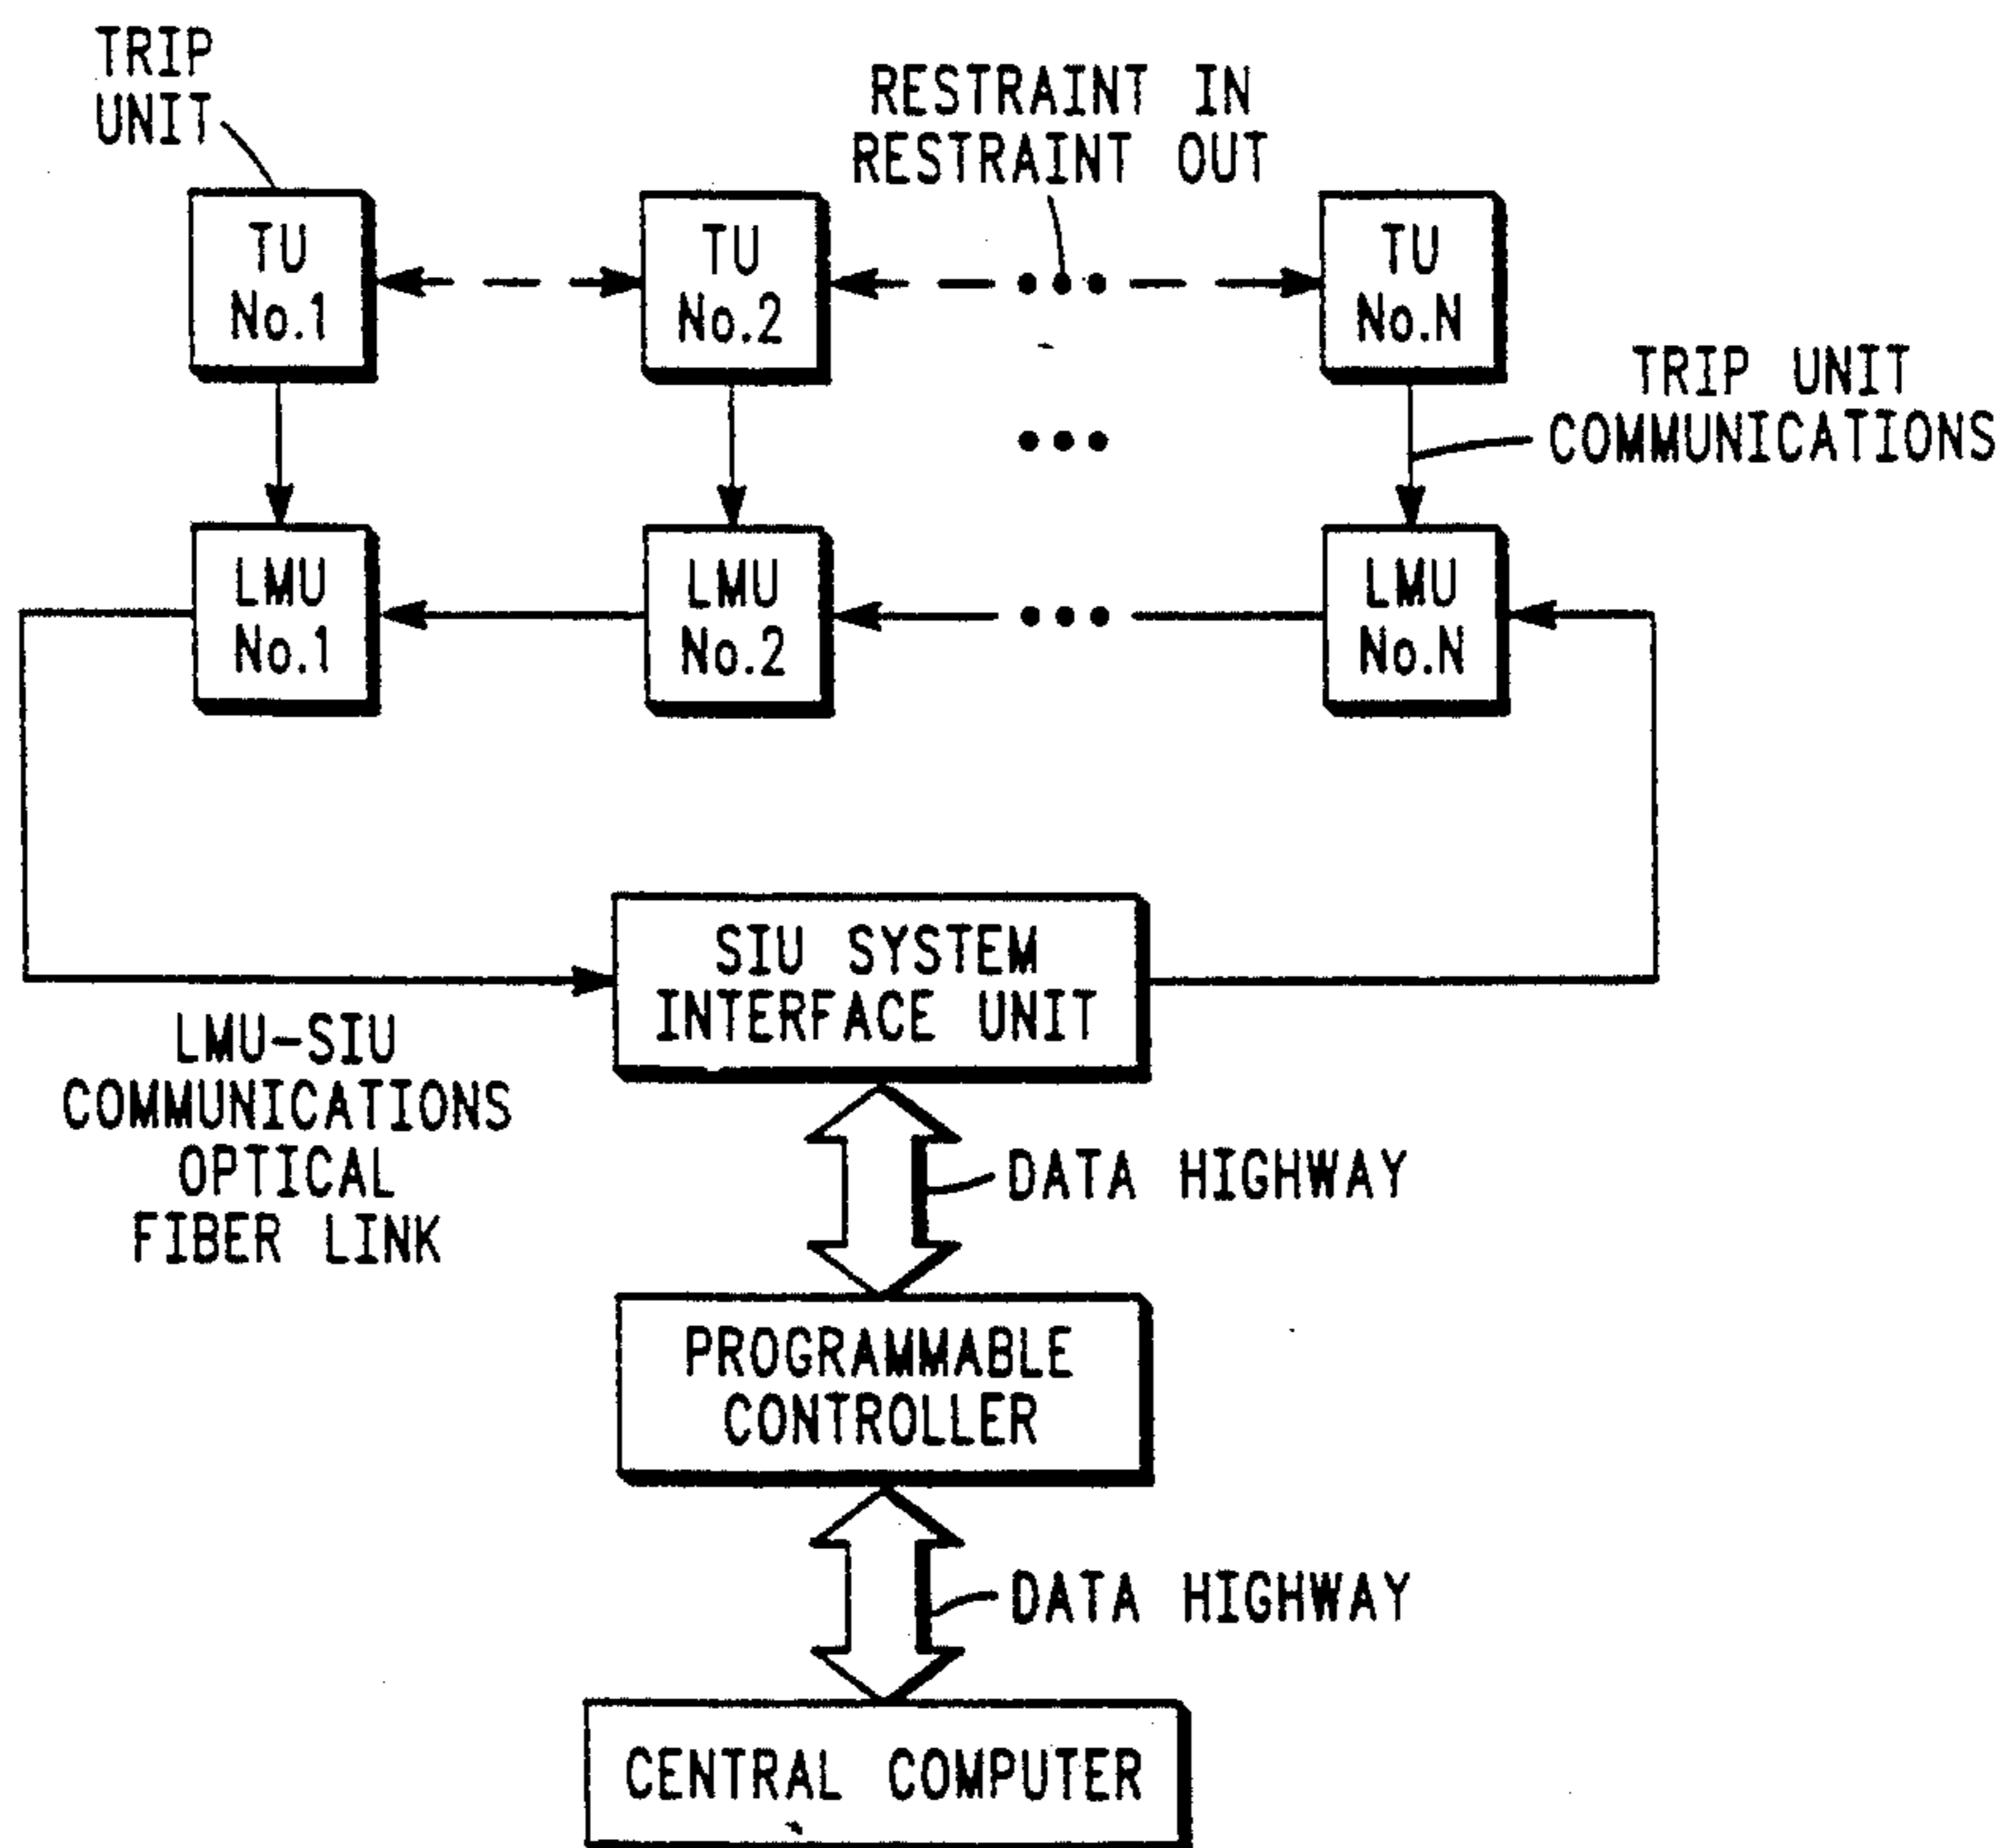 TRIP
UNIT
RESTRAINT IN
RESTRAINT OUT
TU
No.1
TU
No.2
TU
No.N
TRIP UNIT
COMMUNICATIONS
LMU
No.1
LMU
No.2
LMU
No.N
SIU SYSTEM
INTERFACE UNIT
LMU-SIU
COMMUNICATIONS
OPTICAL
FIBER LINK
DATA HIGHWAY
PROGRAMMABLE
CONTROLLER
DATA HIGHWAY
CENTRAL COMPUTER